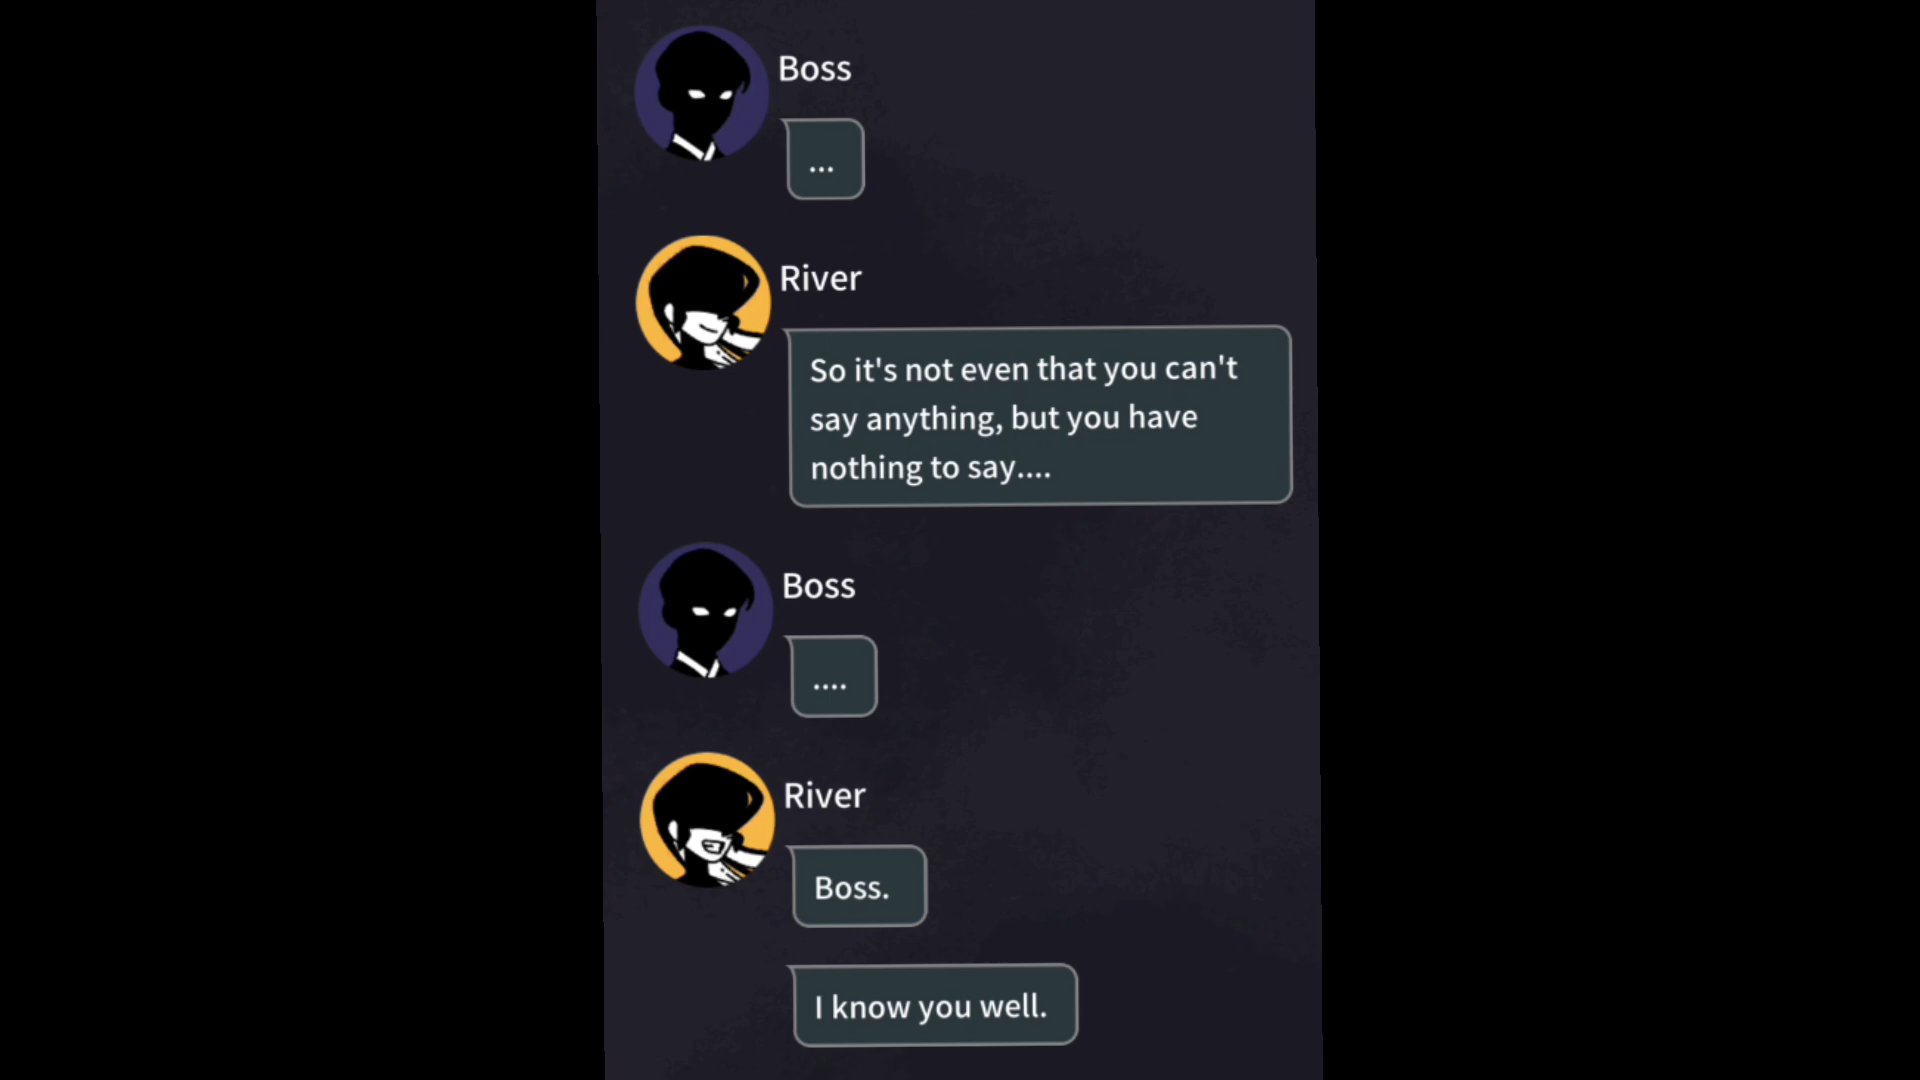 Boss
...
River
So it's not even that you can't
say anything, but you have
nothing to say....
Boss
....
River
Boss.
I know you well.